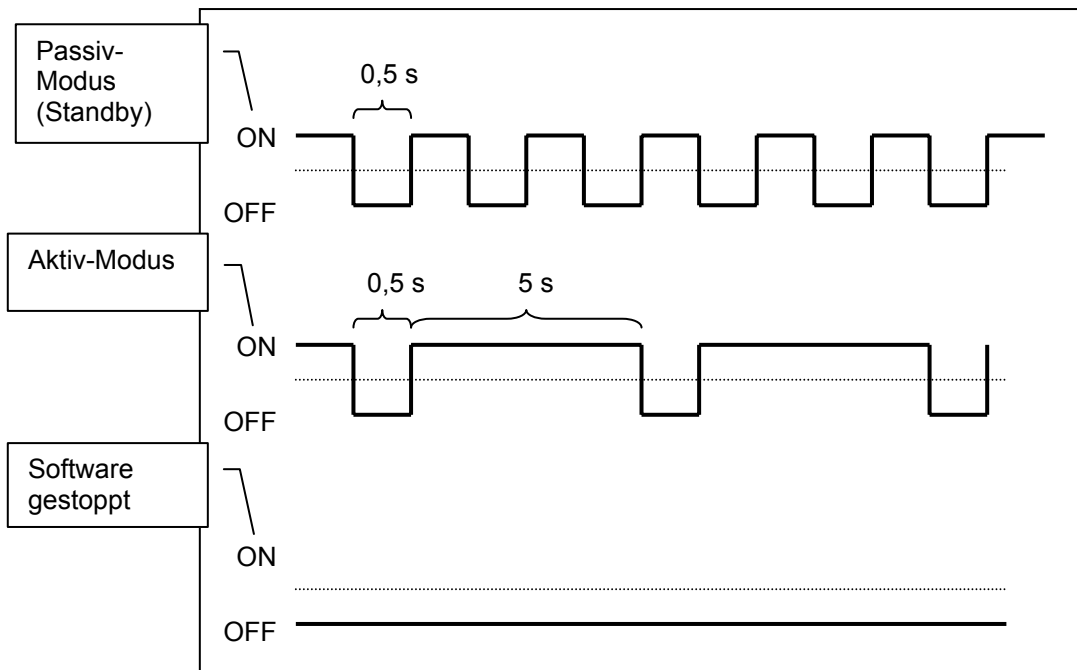 Passiv-
Modus
(Standby)
0,5 s
ON
OFF
Aktiv-Modus
0,5 s
5 s
ON
OFF
Software
gestoppt
ON
OFF